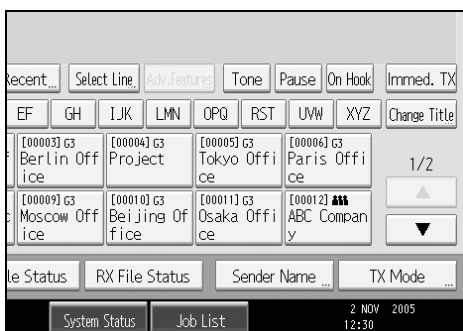 Recent Select Line Adv.Features Tone Pause On Hook Immed. TX
EF GH IJK LMN OPQ RST UVW XYZ Change Title
[00003] G3 [00004] G3 [00005] G3 [00006] G3
Berlin Off Project Tokyo Offi Paris Offi
ice ce ce
1/2
[00009] G3 [00010] G3 [00011] G3 [00012]
Moscow Off Beijing Of Osaka Offi ABC Compan
ice fice ce y
le Status RX File Status Sender Name TX Mode
System Status Job List 2 NOV 2005
12:30